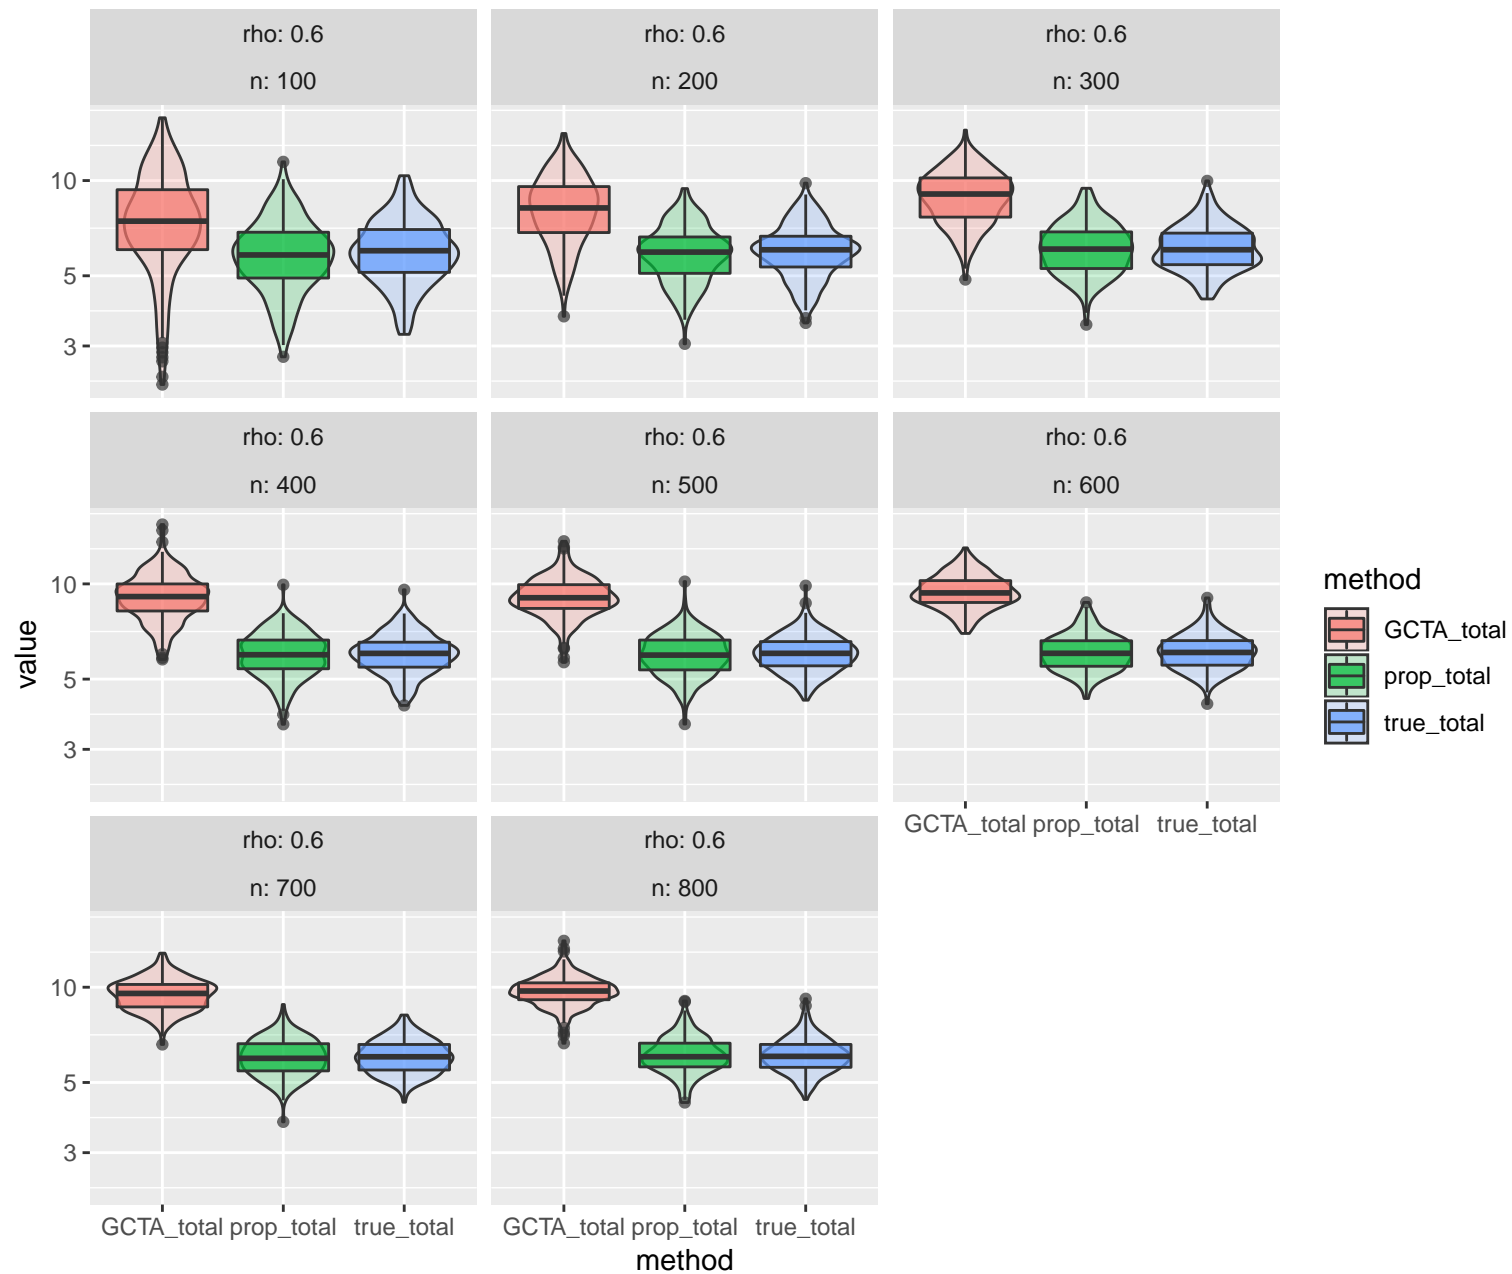 rho: 0.6
n: 100
rho: 0.6
n: 200
rho: 0.6
n: 300
10
5
3
rho: 0.6
n: 400
rho: 0.6
n: 500
rho: 0.6
n: 600
10
5
3
GCTA_total prop_total true_total
rho: 0.6
n: 700
rho: 0.6
n: 800
10
5
3
GCTA_total prop_total true_total
GCTA_total prop_total true_total
method
value
method
GCTA_total
prop_total
true_total